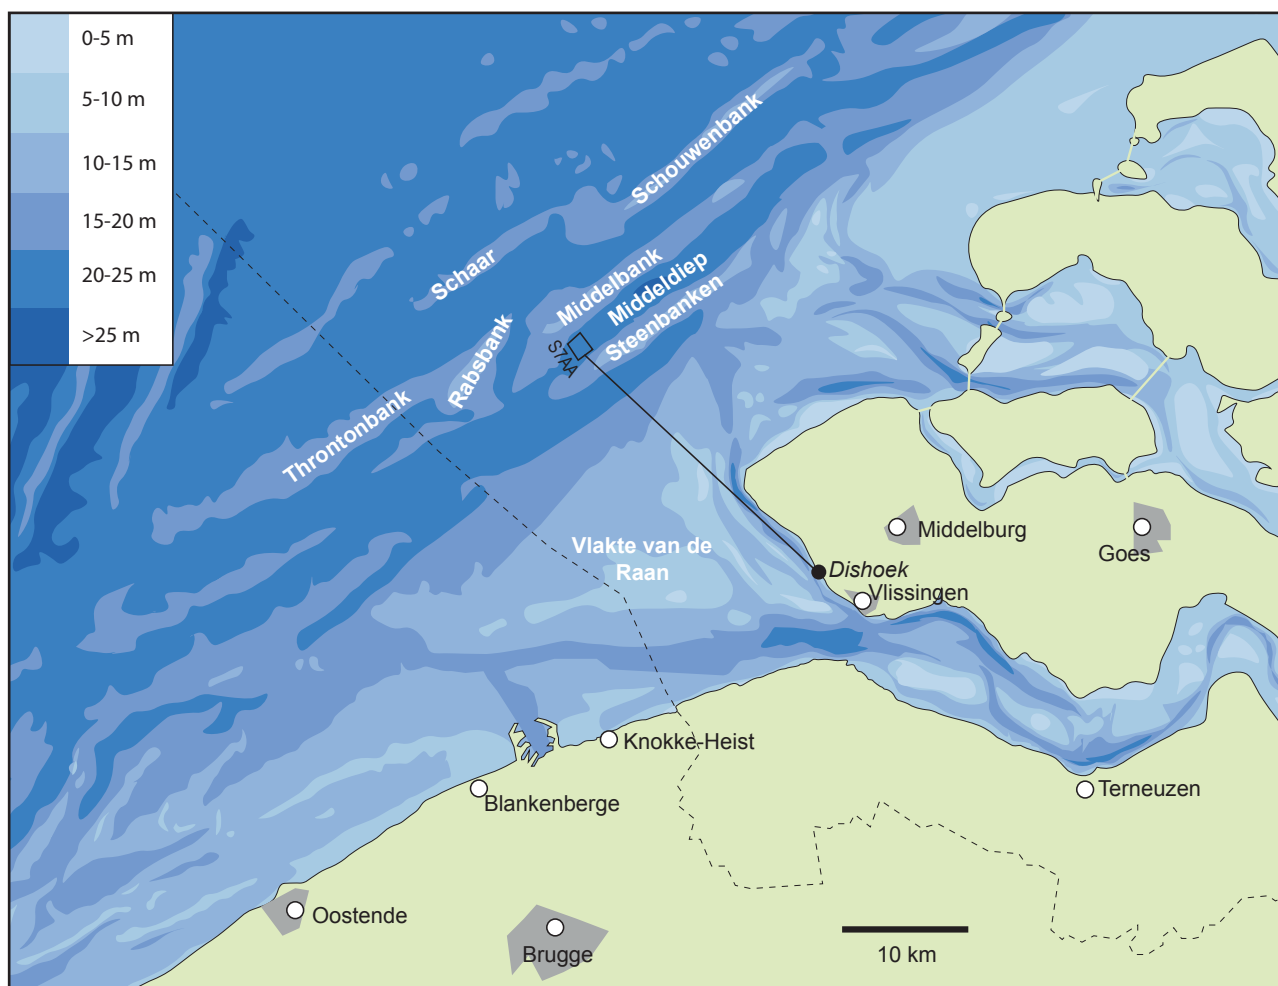 0-5 m
5-10 m
10-15 m
15-20 m
20-25 m
>25 m
Schouwenbank
Schaar
Middelbank
Middeldiep
Steenbanken
S7AA
Rabsbank
Throntonbank
Vlakte van de
Raan
Middelburg
Goes
Dishoek
Vlissingen
Knokke-Heist
Blankenberge
Terneuzen
Oostende
Brugge
10 km